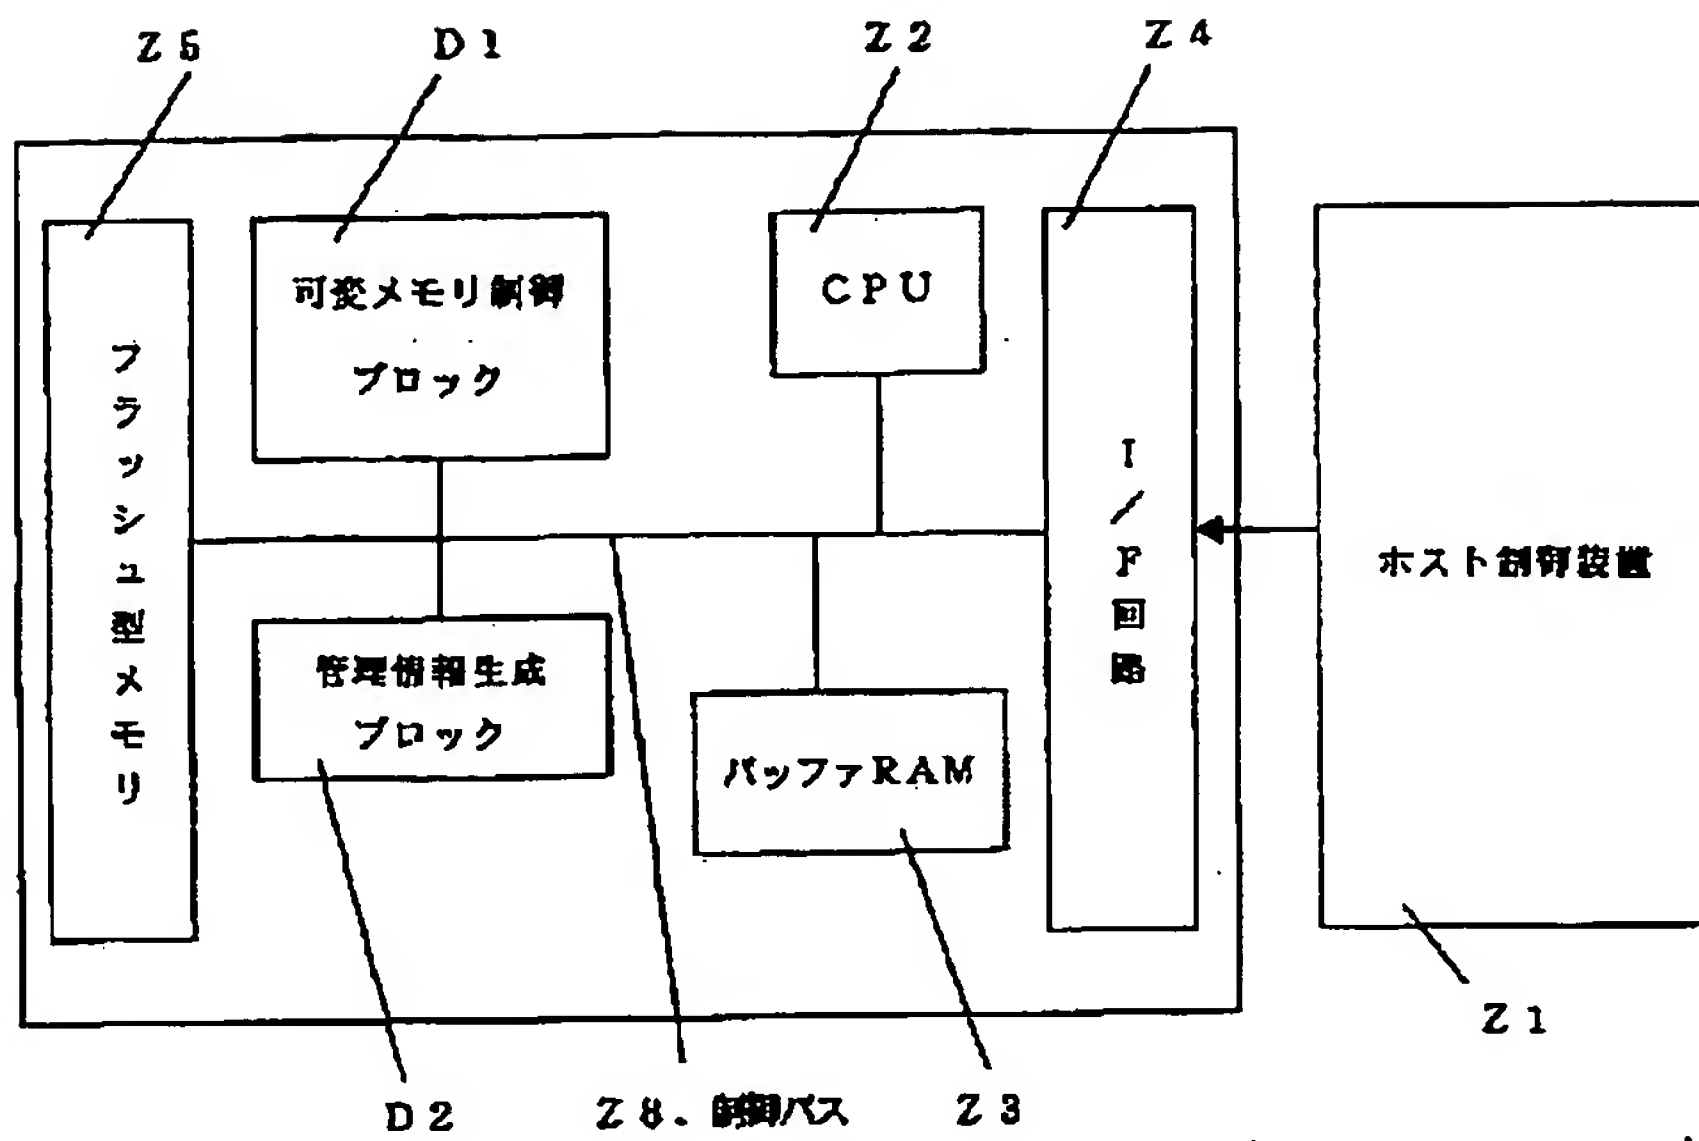 Z5
D1
Z2
Z4
可変メモリ制御
ブロック
CPU
フラッシュ型メモリ
I/F回路
ホスト制御装置
管理情報生成
ブロック
バッファRAM
Z1
D2
Z8、制御バス
Z3